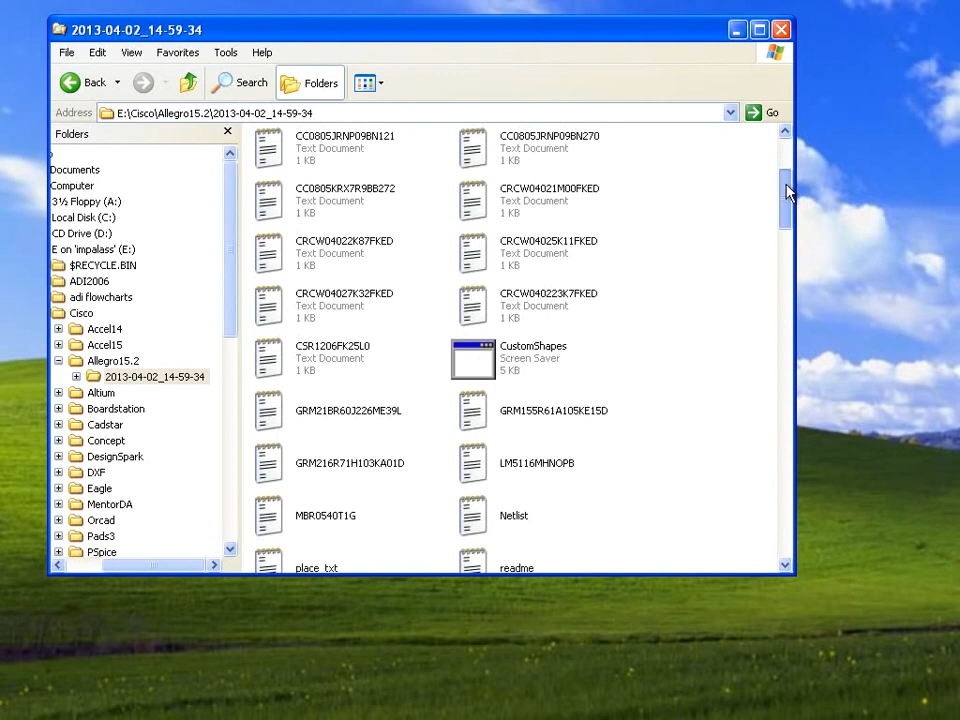 2013-04-02_14-59-34
File Edit View Favorites Tools Help
Back Search Folders
Address E:\Cisco\Allegro15.2\2013-04-02_14-59-34 Go
Folders
Documents
Computer
3½ Floppy (A:)
Local Disk (C:)
CD Drive (D:)
E on 'impalass' (E:)
$RECYCLE.BIN
ADI2006
adi flowcharts
Cisco
Accel14
Accel15
Allegro15.2
2013-04-02_14-59-34
Altium
Boardstation
Cadstar
Concept
DesignSpark
DXF
Eagle
MentorDA
Orcad
Pads3
PSpice
CC0805JRNP09BN121
Text Document
1 KB
CC0805JRNP09BN270
Text Document
1 KB
CC0805KRX7R9BB272
Text Document
1 KB
CRCW04021M00FKED
Text Document
1 KB
CRCW04022K87FKED
Text Document
1 KB
CRCW04025K11FKED
Text Document
1 KB
CRCW04027K32FKED
Text Document
1 KB
CRCW040223K7FKED
Text Document
1 KB
CSR1206FK25L0
Text Document
1 KB
CustomShapes
Screen Saver
5 KB
GRM21BR60J226ME39L
GRM155R61A105KE15D
GRM216R71H103KA01D
LM5116MHNOPB
MBR0540T1G
Netlist
place_txt
readme